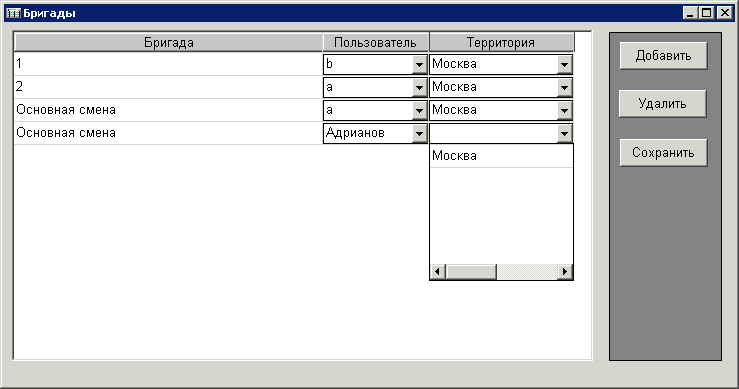 Бригады
Бригада Пользователь Территория
1 b Москва
2 a Москва
Основная смена a Москва
Основная смена Адрианов
Москва
Добавить
Удалить
Сохранить